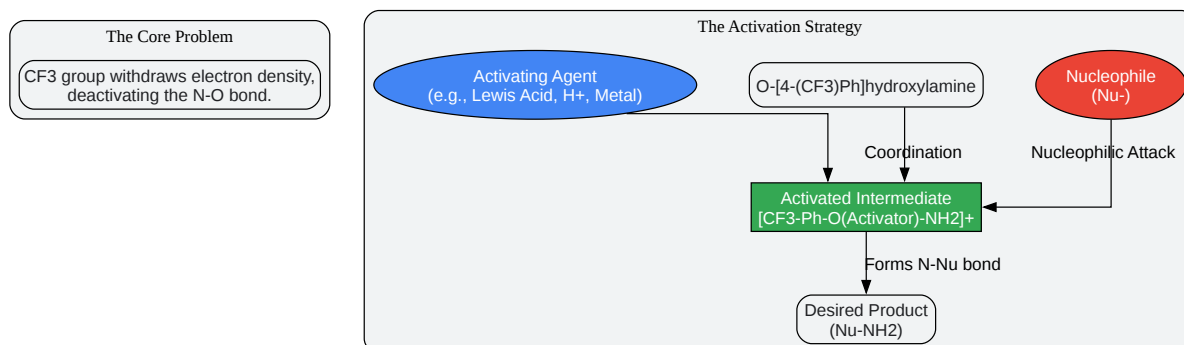 The Core Problem
CF3 group withdraws electron density,
deactivating the N-O bond.
The Activation Strategy
Activating Agent
(e.g., Lewis Acid, H+, Metal)
O-[4-(CF3)Ph]hydroxylamine
Nucleophile
(Nu-)
Coordination
Nucleophilic Attack
Activated Intermediate
[CF3-Ph-O(Activator)-NH2]+
Forms N-Nu bond
Desired Product
(Nu-NH2)